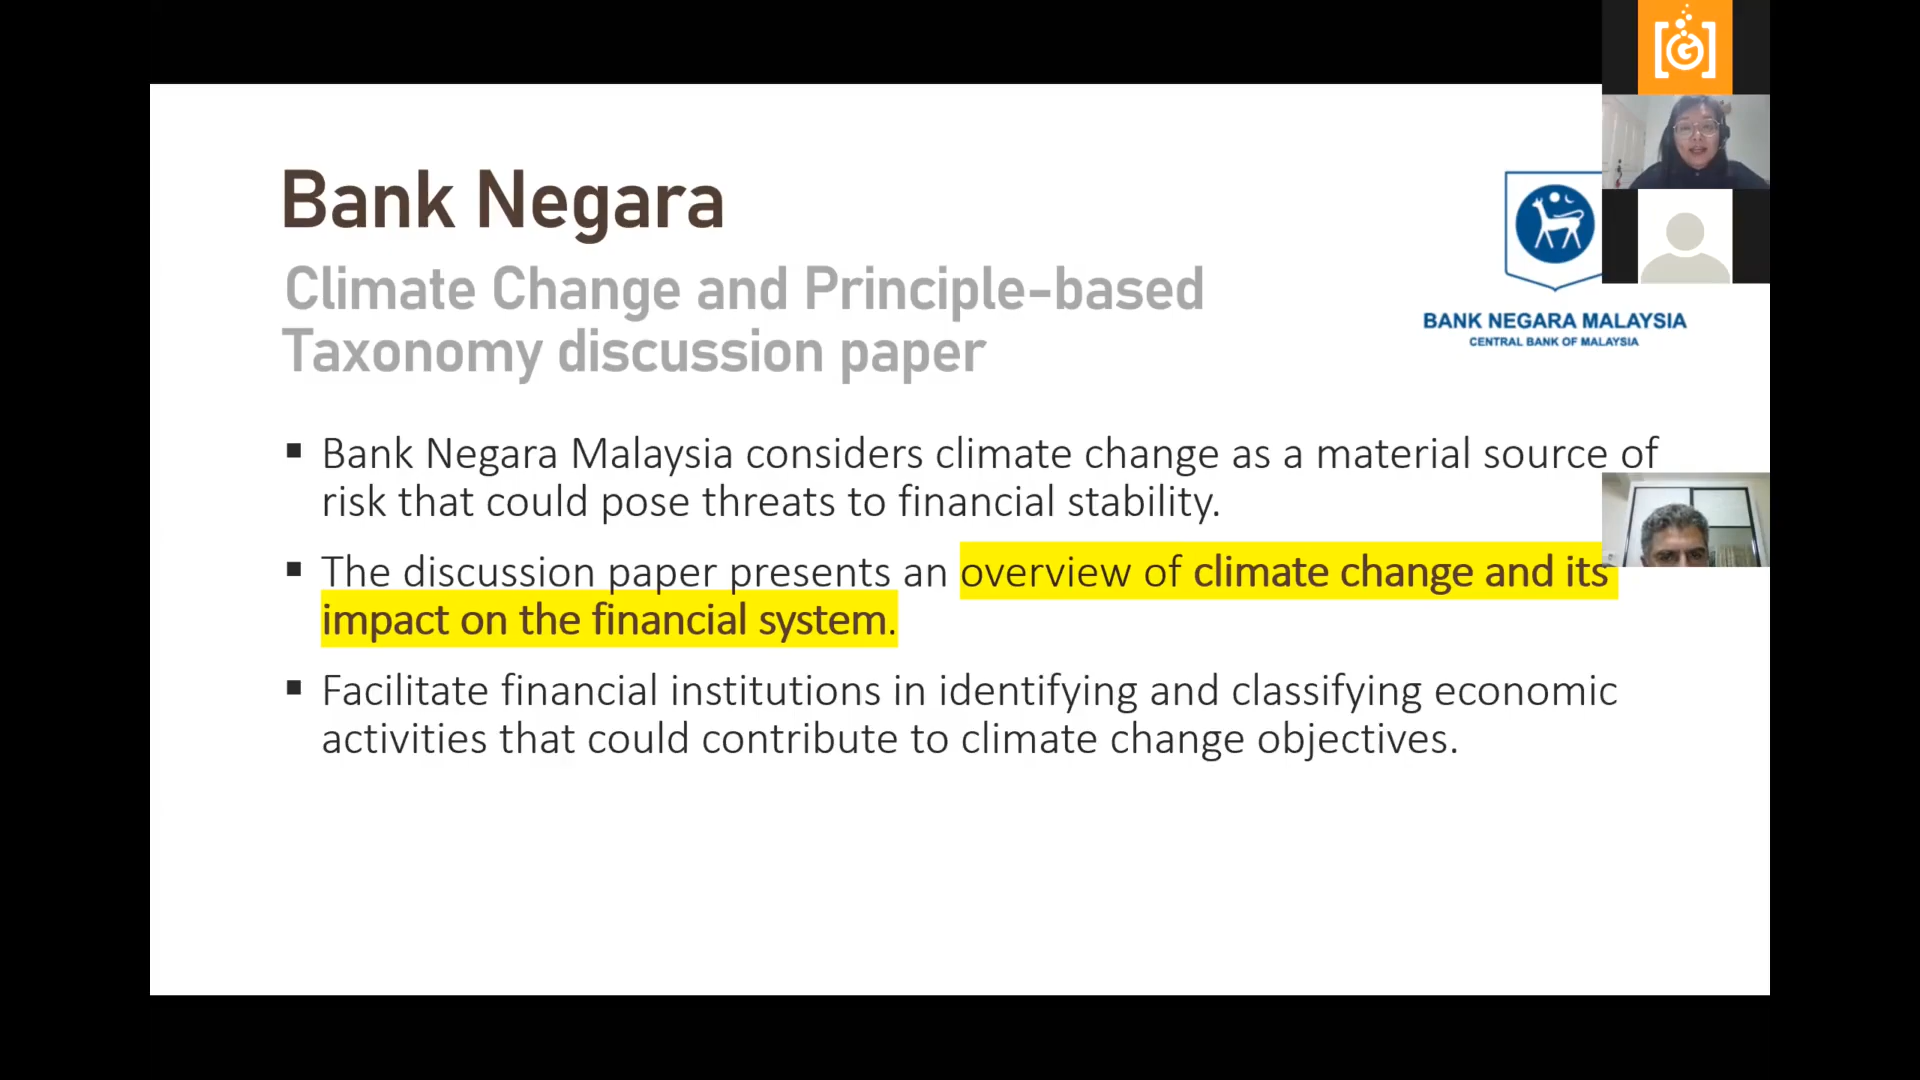 Bank Negara
Climate Change and Principle-based
Taxonomy discussion paper
BANK NEGARA MALAYSIA
CENTRAL BANK OF MALAYSIA
▪ Bank Negara Malaysia considers climate change as a material source of
risk that could pose threats to financial stability.
▪ The discussion paper presents an overview of climate change and its
impact on the financial system.
▪ Facilitate financial institutions in identifying and classifying economic
activities that could contribute to climate change objectives.
[G]